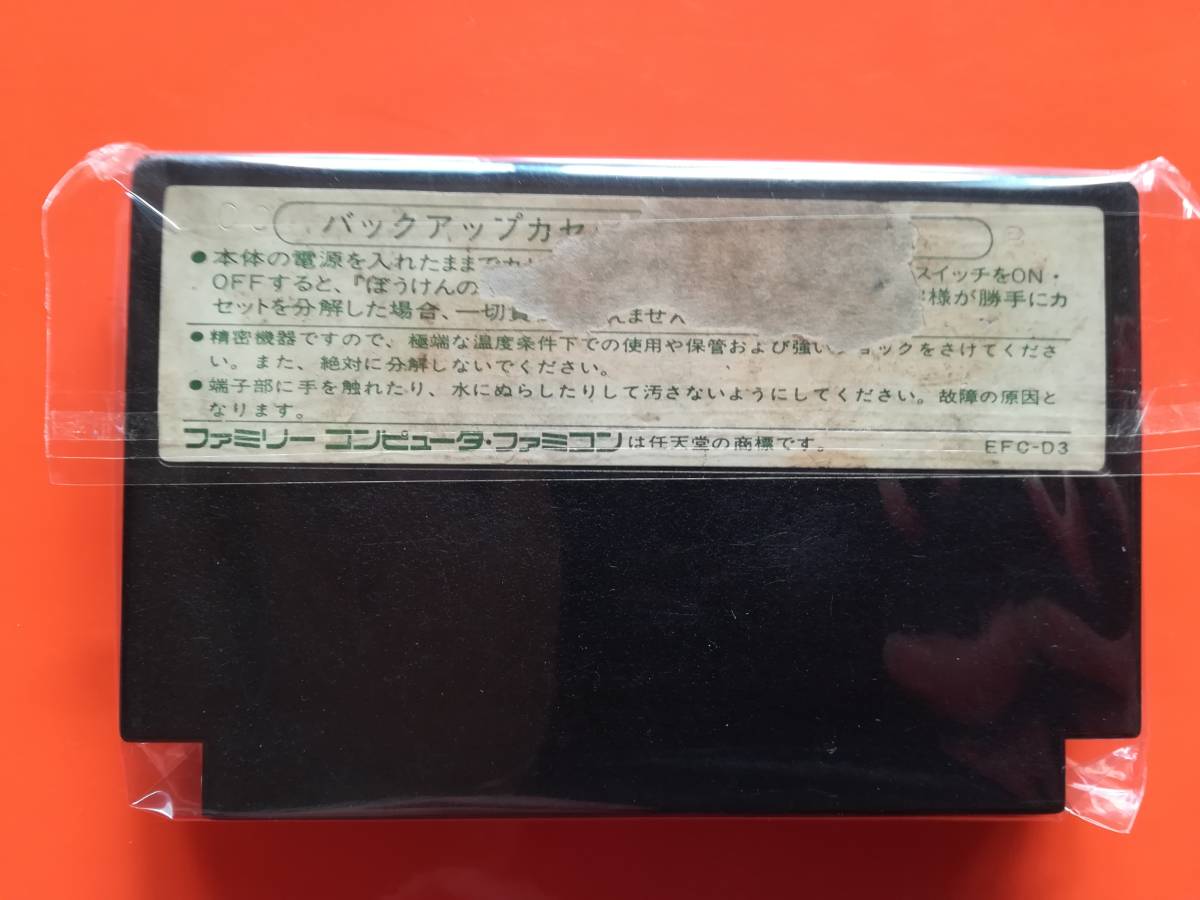 バックアップカセ
●本体の電源を入れたままでカ スイッチをON・
OFFすると、『ぼうけんの 様が勝手にカ
セットを分解した場合、一切責 れません
●精密機器ですので、極端な温度条件下での使用や保管および強いショックをさけてくださ
い。また、絶対に分解しないでください。
●端子部に手を触れたり、水にぬらしたりして汚さないようにしてください。故障の原因と
なります。
ファミリーコンピュータ・ファミコンは任天堂の商標です。 EFC-D3